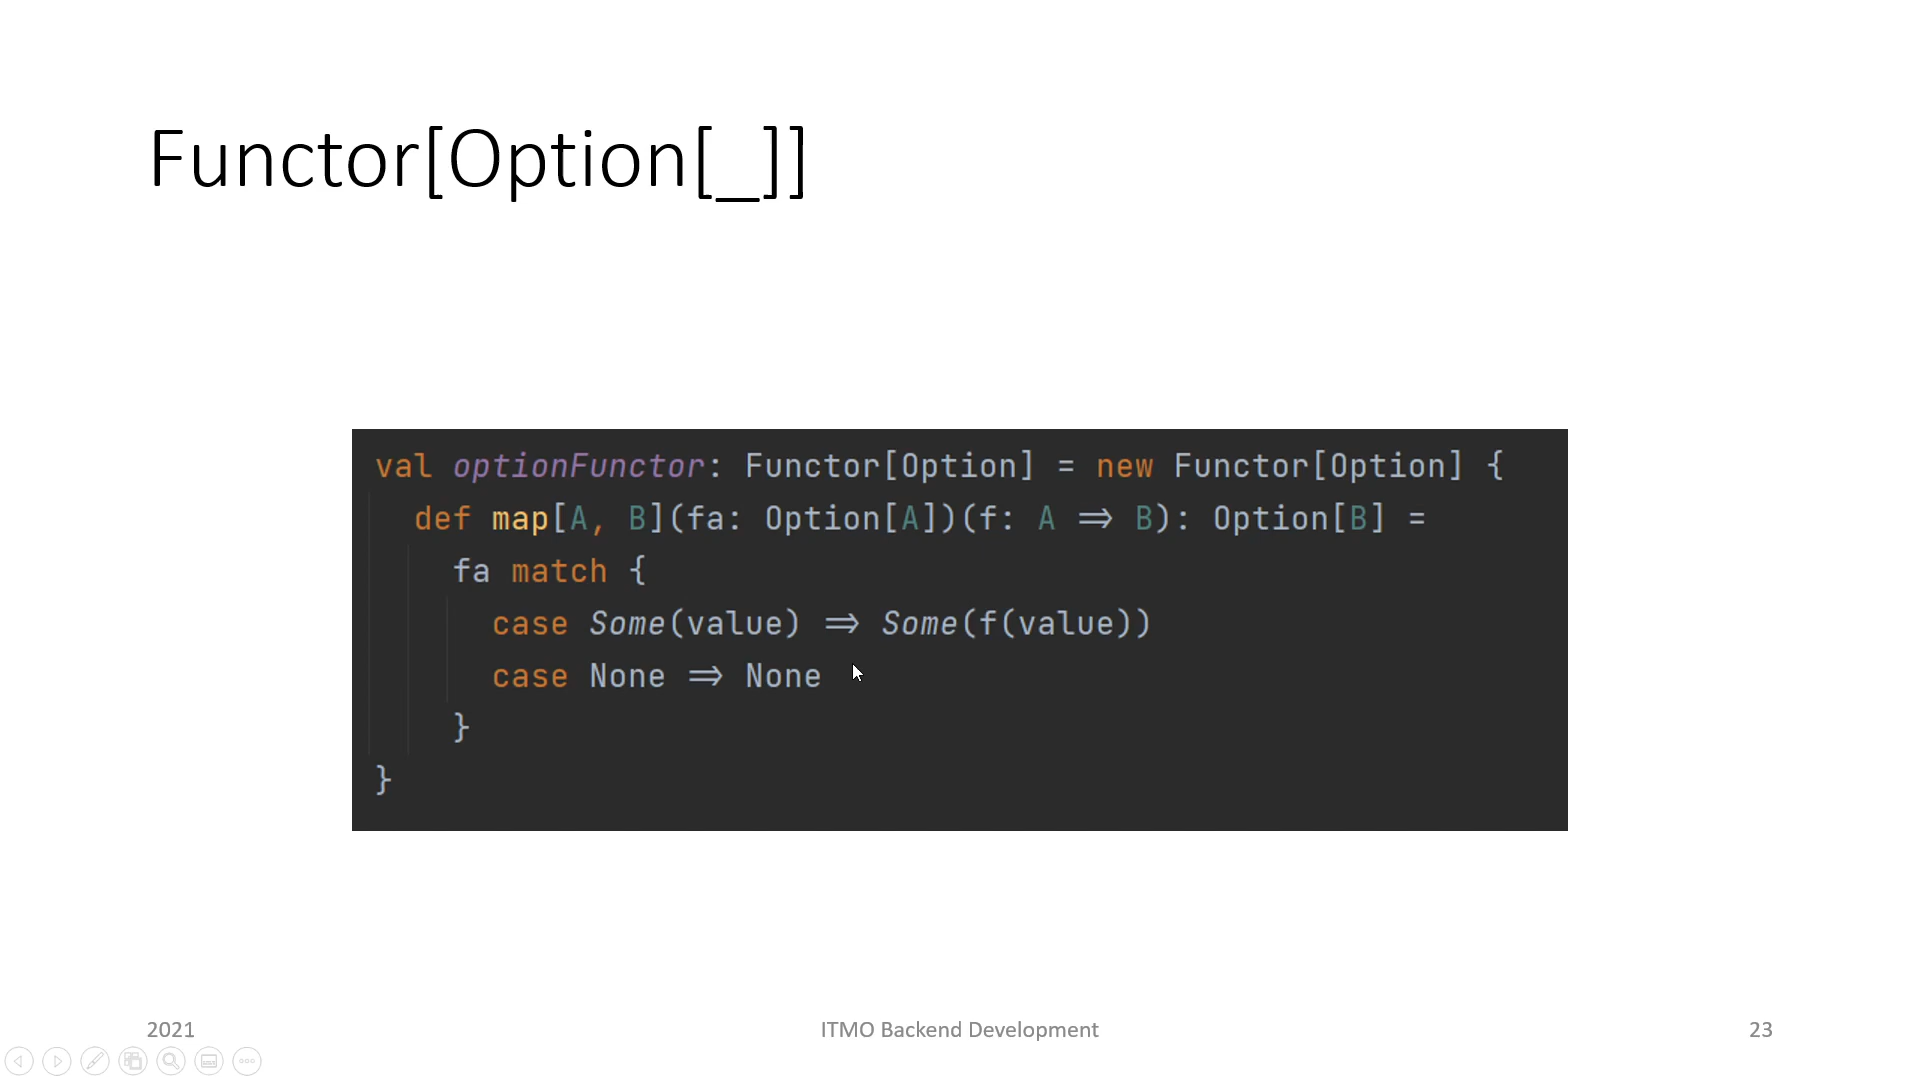 Functor[Option[_]]
val optionFunctor: Functor[Option] = new Functor[Option] {
def map[A, B](fa: Option[A])(f: A => B): Option[B] =
fa match {
case Some(value) => Some(f(value))
case None => None
}
}
2021
ITMO Backend Development
23